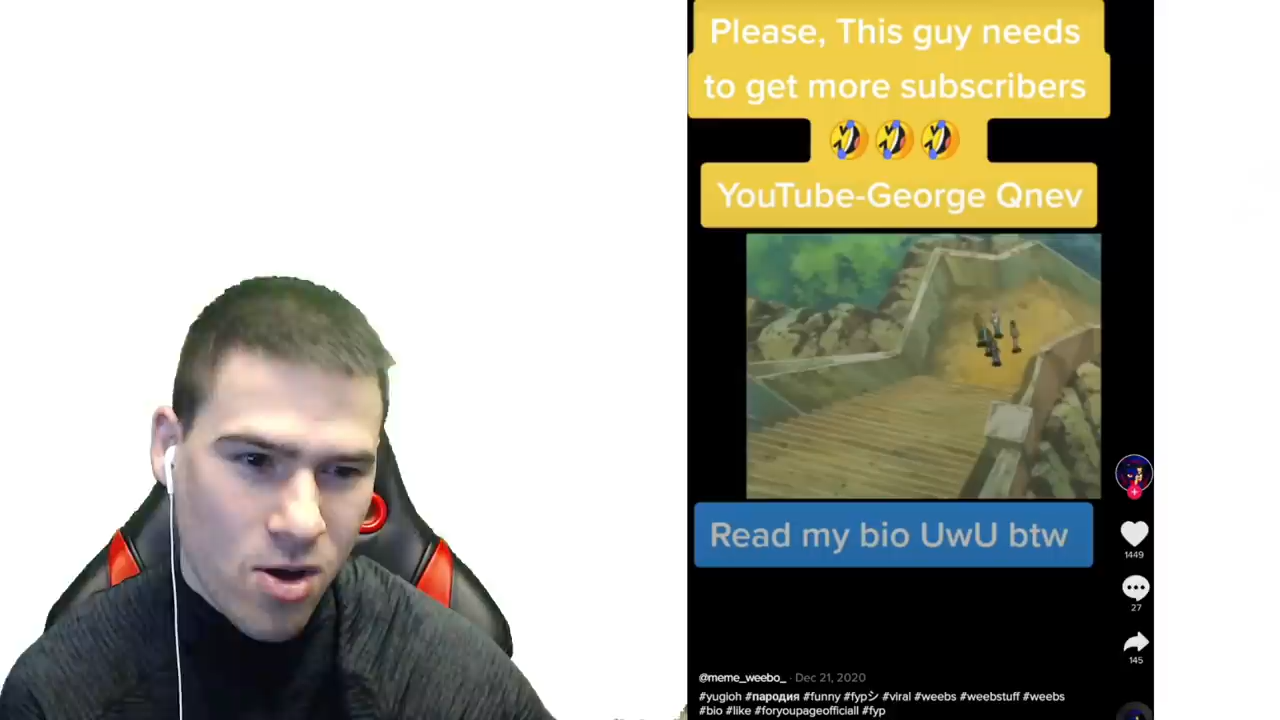 Please, This guy needs
to get more subscribers
🤣🤣🤣
YouTube-George Qnev
Read my bio UwU btw
1449
27
145
@meme_weebo_ · Dec 21, 2020
#yugioh #пародия #funny #fypシ #viral #weebs #weebstuff #weebs
#bio #like #foryoupageofficiall #fyp